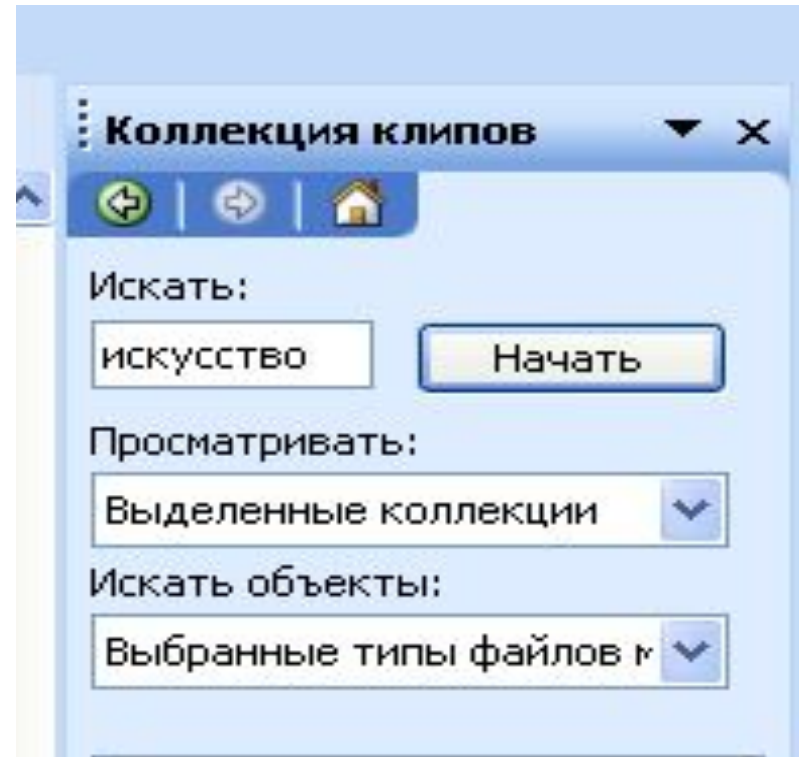 Коллекция клипов
Искать:
искусство Начать
Просматривать:
Выделенные коллекции
Искать объекты:
Выбранные типы файлов м